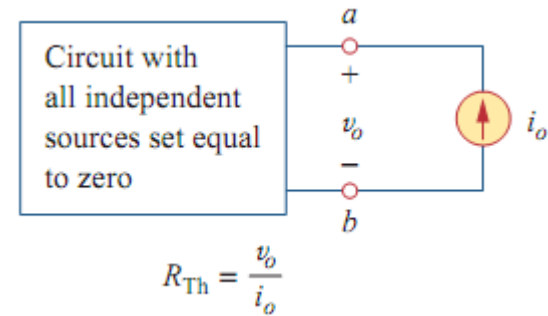 a
Circuit with
all independent
sources set equal
to zero
+
v_o
−
i_o
b
R_Th = v_o / i_o